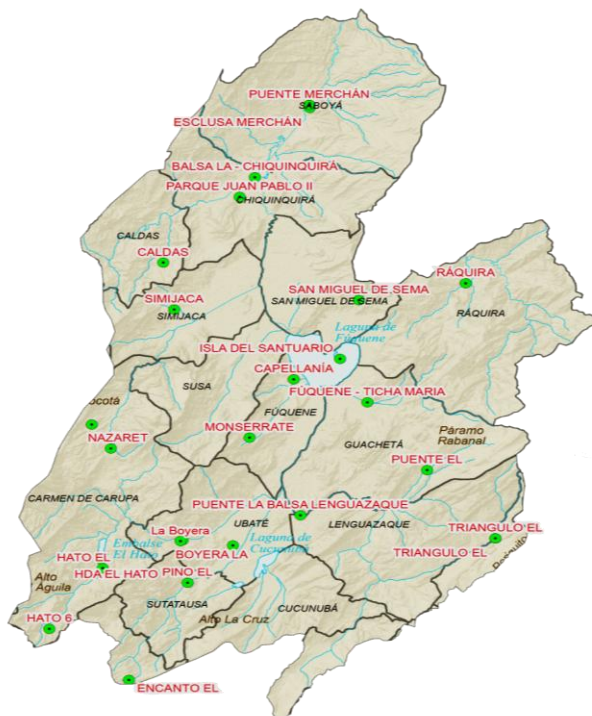 PUENTE MERCHÁN
SABOYÁ
ESCLUSA MERCHÁN
BALSA LA - CHIQUINQUIRÁ
PARQUE JUAN PABLO II
CHIQUINQUIRÁ
CALDAS
CALDAS
SAN MIGUEL DE SEMA
SAN MIGUEL DE SEMA
RÁQUIRA
RÁQUIRA
SIMIJACA
SIMIJACA
Laguna de
Fúquene
ISLA DEL SANTUARIO
CAPELLANÍA
SUSA
FÚQUENE - TICHA MARIA
FÚQUENE
MONSERRATE
GUACHETÁ
Páramo
Rabanal
NAZARET
PUENTE EL
CARMEN DE CARUPA
PUENTE LA BALSA LENGUAZAQUE
UBATÉ
LENGUAZAQUE
La Boyera
Laguna de
Cucunubá
BOYERA LA
TRIANGULO EL
TRIANGULO EL
Embalse
El Hato
HATO EL
HDA EL HATO
PINO EL
Alto
Águila
SUTATAUSA
CUCUNUBÁ
Alto La Cruz
HATO 6
ENCANTO EL